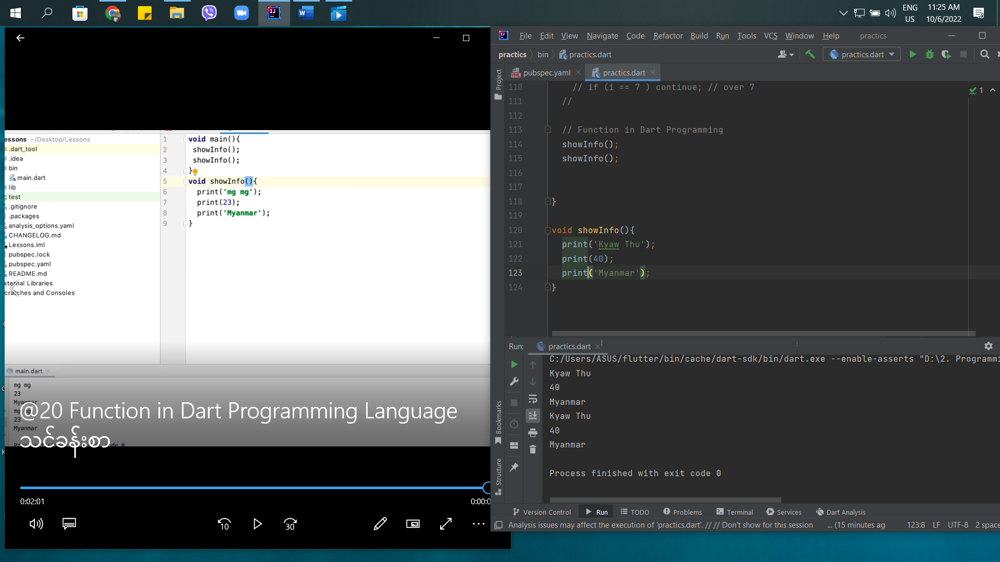 ENG
US
11:25 AM
10/6/2022
essons ~/Desktop/Lessons
.dart_tool
.idea
bin
main.dart
lib
test
.gitignore
.packages
analysis_options.yaml
CHANGELOG.md
Lessons.iml
pubspec.lock
pubspec.yaml
README.md
xternal Libraries
cratches and Consoles
1 void main(){
2 showInfo();
3 showInfo();
4 }
5 void showInfo(){
6 print('mg mg');
7 print(23);
8 print('Myanmar');
9 }
main.dart
mg mg
23
Myanmar
mg mg
23
Myanmar
@20 Function in Dart Programming Language
သင်ခန်းစာ
0:02:01
0:00:0
10
30
File Edit View Navigate Code Refactor Build Run Tools VCS Window Help practics
practics bin practics.dart
practics.dart
pubspec.yaml practics.dart
Project
1
110 // if (i == 7 ) continue; // over 7
111 //
112
113 // Function in Dart Programming
114 showInfo();
115 showInfo();
116
117
118 }
119
120 void showInfo(){
121 print('Kyaw Thu');
122 print(40);
123 print('Myanmar');
124 }
Run: practics.dart
C:/Users/ASUS/flutter/bin/cache/dart-sdk/bin/dart.exe --enable-asserts "D:\2. Programmi
Kyaw Thu
40
Myanmar
Kyaw Thu
40
Myanmar
Process finished with exit code 0
Bookmarks
Structure
Version Control Run TODO Problems Terminal Services Dart Analysis
Analysis issues may affect the execution of 'practics.dart'. // // Don't show for this session ... (15 minutes ag 123:8 LF UTF-8 2 space